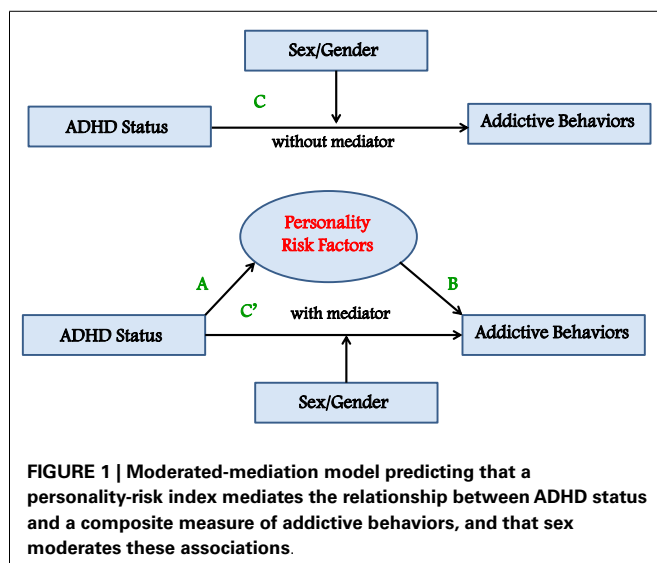 Sex/Gender
C
ADHD Status
Addictive Behaviors
without mediator
Personality
Risk Factors
A
B
C'
with mediator
ADHD Status
Addictive Behaviors
Sex/Gender
FIGURE 1 | Moderated-mediation model predicting that a
personality-risk index mediates the relationship between ADHD status
and a composite measure of addictive behaviors, and that sex
moderates these associations.